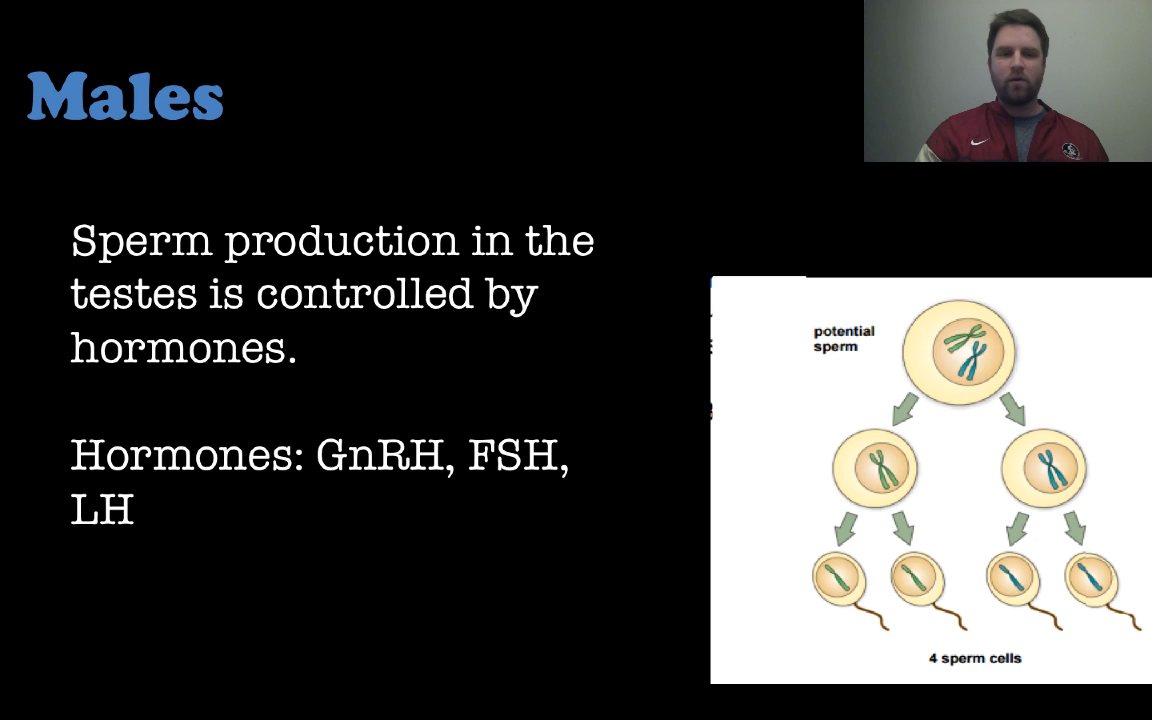 Males
Sperm production in the
testes is controlled by
hormones.
Hormones: GnRH, FSH,
LH
potential
sperm
4 sperm cells